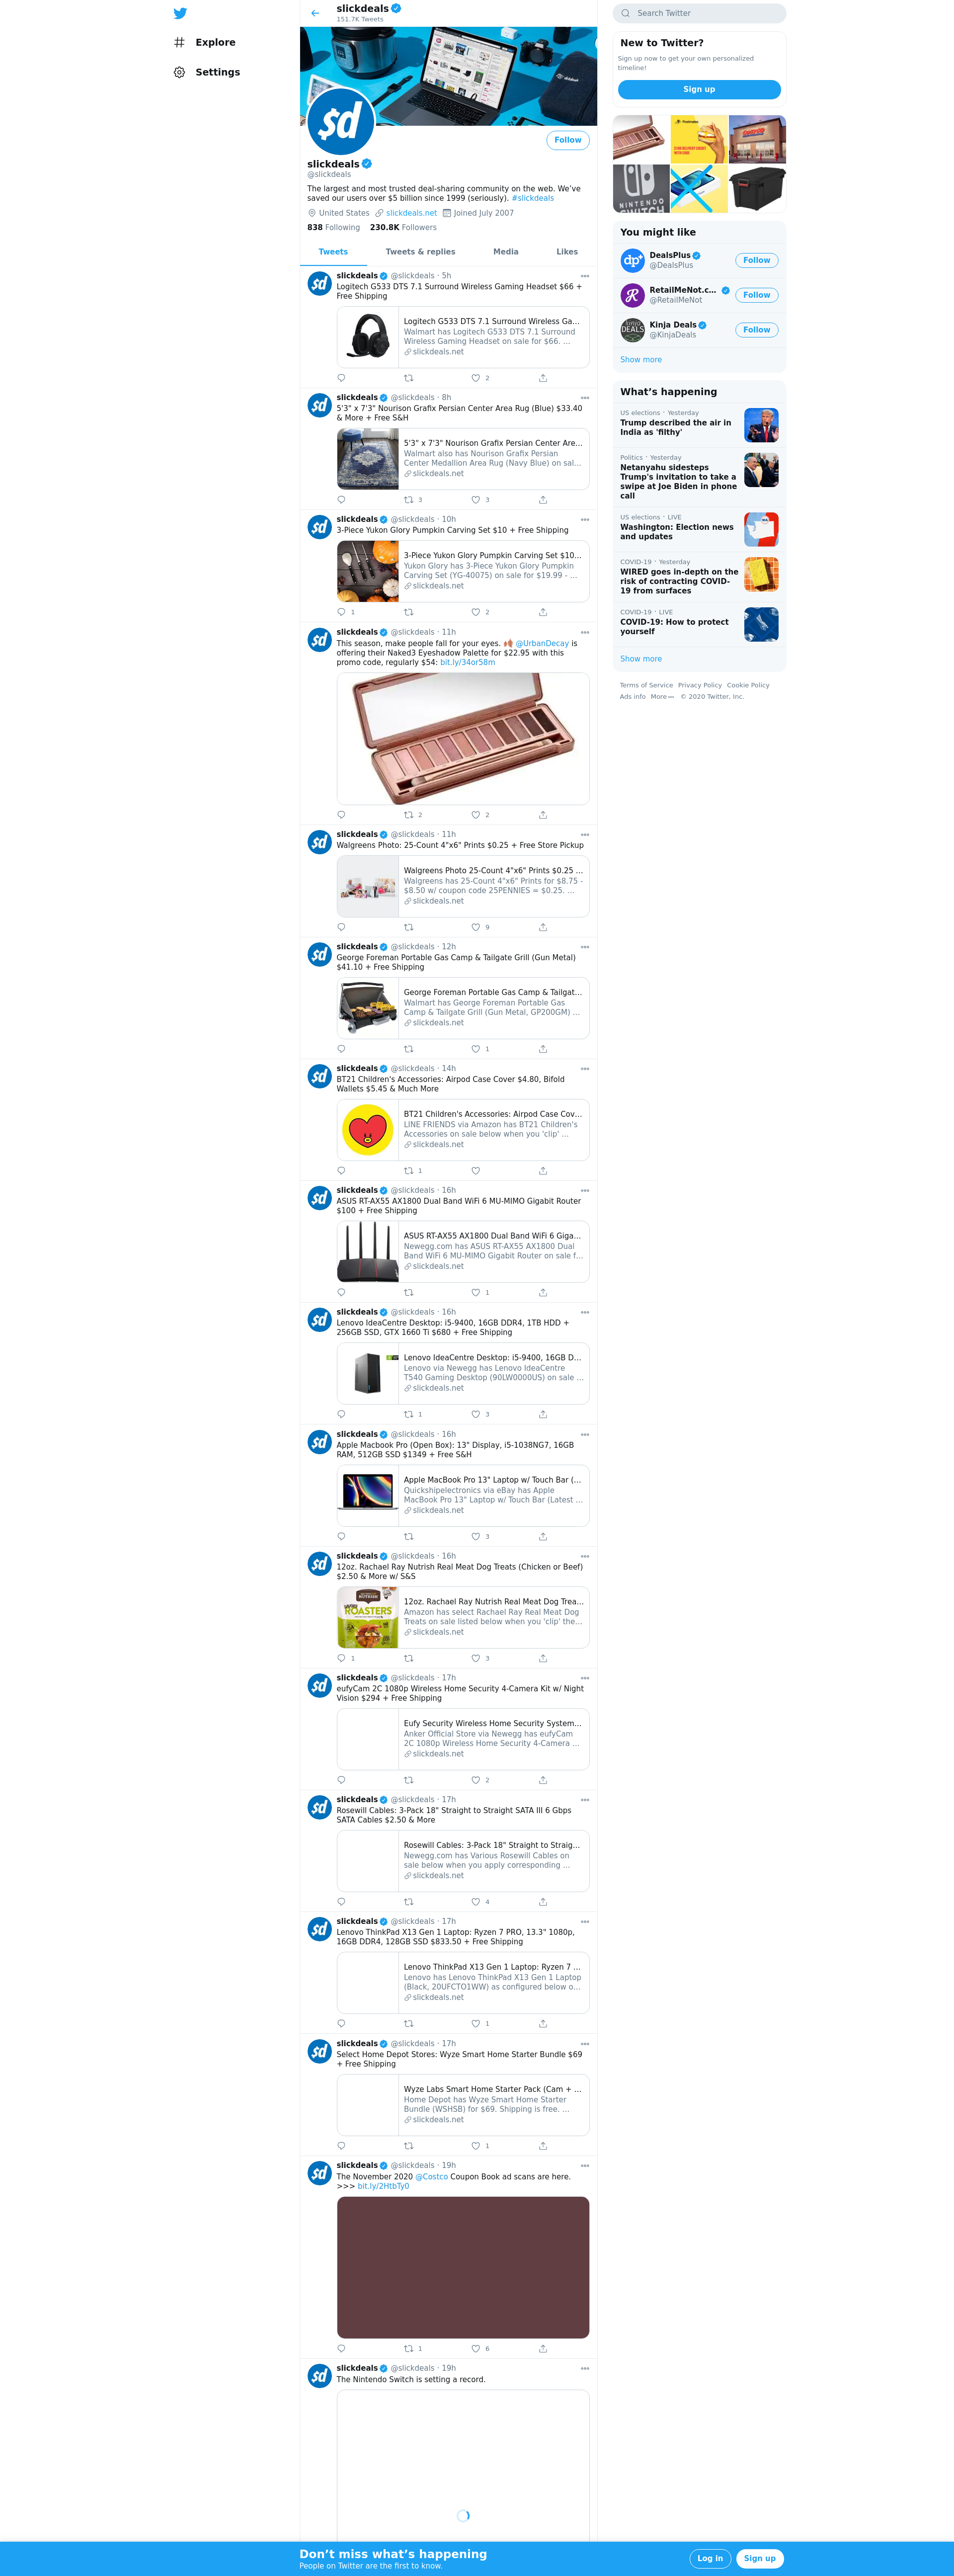 Explore
Settings
slickdeals
151.7K Tweets
$d
Follow
slickdeals
@slickdeals
The largest and most trusted deal-sharing community on the web. We've
saved our users over $5 billion since 1999 (seriously). #slickdeals
United States slickdeals.net Joined July 2007
838 Following 230.8K Followers
Tweets Tweets & replies Media Likes
slickdeals @slickdeals · 5h
Logitech G533 DTS 7.1 Surround Wireless Gaming Headset $66 +
Free Shipping
Logitech G533 DTS 7.1 Surround Wireless Ga...
Walmart has Logitech G533 DTS 7.1 Surround
Wireless Gaming Headset on sale for $66. ...
slickdeals.net
2
slickdeals @slickdeals · 8h
5'3" x 7'3" Nourison Grafix Persian Center Area Rug (Blue) $33.40
& More + Free S&H
5'3" x 7'3" Nourison Grafix Persian Center Are...
Walmart also has Nourison Grafix Persian
Center Medallion Area Rug (Navy Blue) on sal...
slickdeals.net
3 3
slickdeals @slickdeals · 10h
3-Piece Yukon Glory Pumpkin Carving Set $10 + Free Shipping
3-Piece Yukon Glory Pumpkin Carving Set $10...
Yukon Glory has 3-Piece Yukon Glory Pumpkin
Carving Set (YG-40075) on sale for $19.99 - ...
slickdeals.net
1 2
slickdeals @slickdeals · 11h
This season, make people fall for your eyes. 🍂 @UrbanDecay is
offering their Naked3 Eyeshadow Palette for $22.95 with this
promo code, regularly $54: bit.ly/34or58m
2 2
slickdeals @slickdeals · 11h
Walgreens Photo: 25-Count 4"x6" Prints $0.25 + Free Store Pickup
Walgreens Photo 25-Count 4"x6" Prints $0.25 ...
Walgreens has 25-Count 4"x6" Prints for $8.75 -
$8.50 w/ coupon code 25PENNIES = $0.25. ...
slickdeals.net
9
slickdeals @slickdeals · 12h
George Foreman Portable Gas Camp & Tailgate Grill (Gun Metal)
$41.10 + Free Shipping
George Foreman Portable Gas Camp & Tailgat...
Walmart has George Foreman Portable Gas
Camp & Tailgate Grill (Gun Metal, GP200GM) ...
slickdeals.net
1
slickdeals @slickdeals · 14h
BT21 Children's Accessories: Airpod Case Cover $4.80, Bifold
Wallets $5.45 & Much More
BT21 Children's Accessories: Airpod Case Cov...
LINE FRIENDS via Amazon has BT21 Children's
Accessories on sale below when you 'clip' ...
slickdeals.net
1
slickdeals @slickdeals · 16h
ASUS RT-AX55 AX1800 Dual Band WiFi 6 MU-MIMO Gigabit Router
$100 + Free Shipping
ASUS RT-AX55 AX1800 Dual Band WiFi 6 Giga...
Newegg.com has ASUS RT-AX55 AX1800 Dual
Band WiFi 6 MU-MIMO Gigabit Router on sale f...
slickdeals.net
1
slickdeals @slickdeals · 16h
Lenovo IdeaCentre Desktop: i5-9400, 16GB DDR4, 1TB HDD +
256GB SSD, GTX 1660 Ti $680 + Free Shipping
Lenovo IdeaCentre Desktop: i5-9400, 16GB D...
Lenovo via Newegg has Lenovo IdeaCentre
T540 Gaming Desktop (90LW0000US) on sale ...
slickdeals.net
1 3
slickdeals @slickdeals · 16h
Apple Macbook Pro (Open Box): 13" Display, i5-1038NG7, 16GB
RAM, 512GB SSD $1349 + Free S&H
Apple MacBook Pro 13" Laptop w/ Touch Bar (...
Quickshipelectronics via eBay has Apple
MacBook Pro 13" Laptop w/ Touch Bar (Latest ...
slickdeals.net
3
slickdeals @slickdeals · 16h
12oz. Rachael Ray Nutrish Real Meat Dog Treats (Chicken or Beef)
$2.50 & More w/ S&S
ROASTERS
12oz. Rachael Ray Nutrish Real Meat Dog Trea...
Amazon has select Rachael Ray Real Meat Dog
Treats on sale listed below when you 'clip' the...
slickdeals.net
1 3
slickdeals @slickdeals · 17h
eufyCam 2C 1080p Wireless Home Security 4-Camera Kit w/ Night
Vision $294 + Free Shipping
Eufy Security Wireless Home Security System...
Anker Official Store via Newegg has eufyCam
2C 1080p Wireless Home Security 4-Camera ...
slickdeals.net
2
slickdeals @slickdeals · 17h
Rosewill Cables: 3-Pack 18" Straight to Straight SATA III 6 Gbps
SATA Cables $2.50 & More
Rosewill Cables: 3-Pack 18" Straight to Straig...
Newegg.com has Various Rosewill Cables on
sale below when you apply corresponding ...
slickdeals.net
4
slickdeals @slickdeals · 17h
Lenovo ThinkPad X13 Gen 1 Laptop: Ryzen 7 PRO, 13.3" 1080p,
16GB DDR4, 128GB SSD $833.50 + Free Shipping
Lenovo ThinkPad X13 Gen 1 Laptop: Ryzen 7 ...
Lenovo has Lenovo ThinkPad X13 Gen 1 Laptop
(Black, 20UFCTO1WW) as configured below o...
slickdeals.net
1
slickdeals @slickdeals · 17h
Select Home Depot Stores: Wyze Smart Home Starter Bundle $69
+ Free Shipping
Wyze Labs Smart Home Starter Pack (Cam + ...
Home Depot has Wyze Smart Home Starter
Bundle (WSHSB) for $69. Shipping is free. ...
slickdeals.net
1
slickdeals @slickdeals · 19h
The November 2020 @Costco Coupon Book ad scans are here.
>>> bit.ly/2HtbTy0
1 6
slickdeals @slickdeals · 19h
The Nintendo Switch is setting a record.
Search Twitter
New to Twitter?
Sign up now to get your own personalized
timeline!
Sign up
NINTENDO
SWITCH
You might like
DealsPlus
@DealsPlus
Follow
RetailMeNot.c...
@RetailMeNot
Follow
Kinja Deals
@KinjaDeals
Follow
Show more
What's happening
US elections · Yesterday
Trump described the air in
India as 'filthy'
Politics · Yesterday
Netanyahu sidesteps
Trump's invitation to take a
swipe at Joe Biden in phone
call
US elections · LIVE
Washington: Election news
and updates
COVID-19 · Yesterday
WIRED goes in-depth on the
risk of contracting COVID-
19 from surfaces
COVID-19 · LIVE
COVID-19: How to protect
yourself
Show more
Terms of Service Privacy Policy Cookie Policy
Ads info More © 2020 Twitter, Inc.
Don't miss what's happening
People on Twitter are the first to know.
Log in Sign up